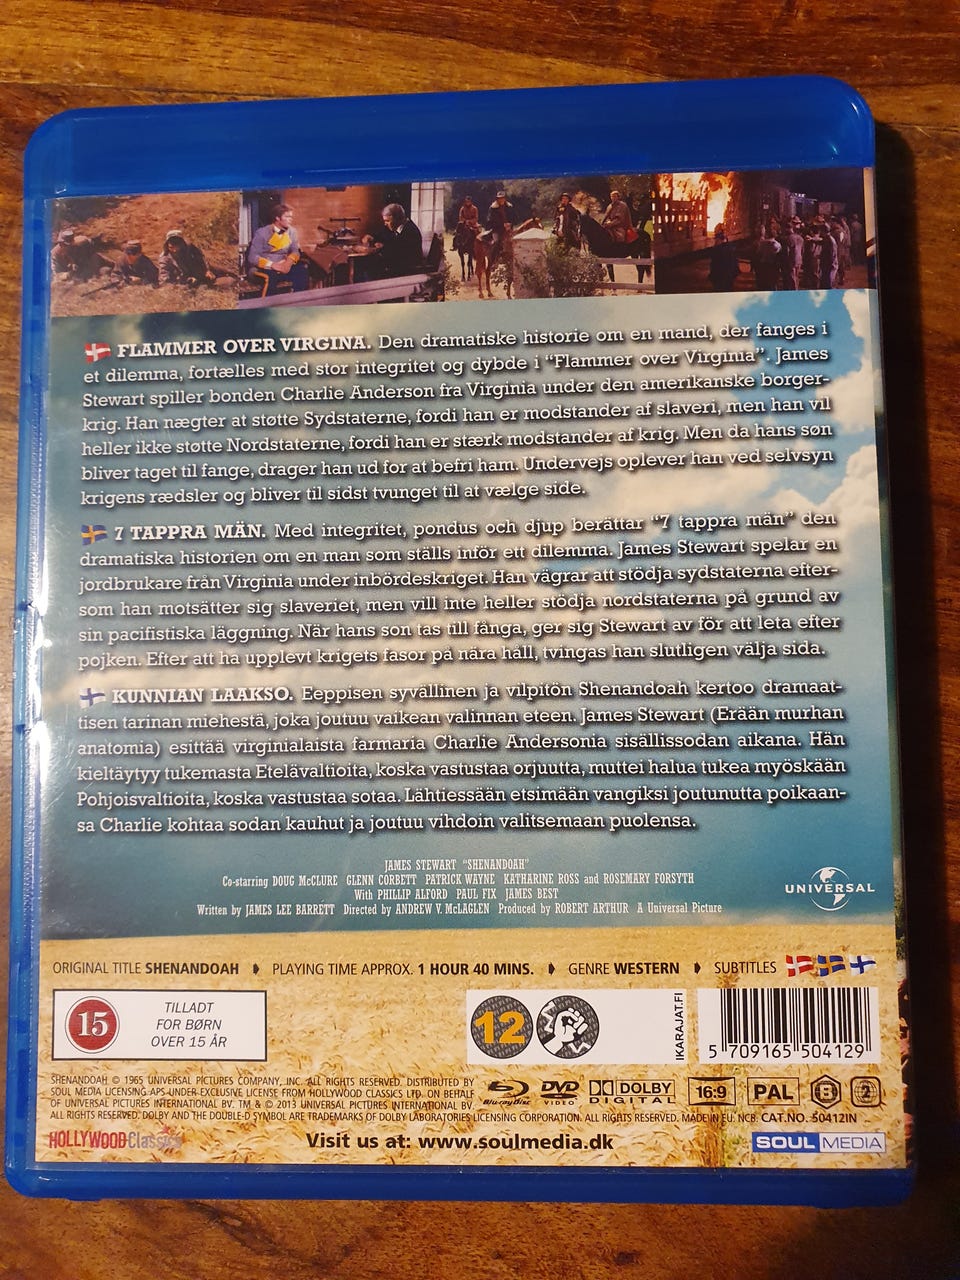 FLAMMER OVER VIRGINA. Den dramatiske historie om en mand, der fanges i
et dilemma, fortælles med stor integritet og dybde i “Flammer over Virginia”. James
Stewart spiller bonden Charlie Anderson fra Virginia under den amerikanske borger-
krig. Han nægter at støtte Sydstaterne, fordi han er modstander af slaveri, men han vil
heller ikke støtte Nordstaterne, fordi han er stærk modstander af krig. Men da hans søn
bliver taget til fange, drager han ud for at befri ham. Undervejs oplever han ved selvsyn
krigens rædsler og bliver til sidst tvunget til at vælge side.
7 TAPPRA MÄN. Med integritet, pondus och djup berättar “7 tappra män” den
dramatiska historien om en man som ställs inför ett dilemma. James Stewart spelar en
jordbrukare från Virginia under inbördeskriget. Han vägrar att stödja sydstaterna efter-
som han motsätter sig slaveriet, men vill inte heller stödja nordstaterna på grund av
sin pacifistiska läggning. När hans son tas till fånga, ger sig Stewart av för att leta efter
pojken. Efter att ha upplevt krigets fasor på nära håll, tvingas han slutligen välja sida.
KUNNIAN LAAKSO. Eeppisen syvällinen ja vilpitön Shenandoah kertoo dramaat-
tisen tarinan miehestä, joka joutuu vaikean valinnan eteen. James Stewart (Erään murhan
anatomia) esittää virginialaista farmaria Charlie Andersonia sisällissodan aikana. Hän
kieltäytyy tukemasta Etelävaltioita, koska vastustaa orjuutta, muttei halua tukea myöskään
Pohjoisvaltioita, koska vastustaa sotaa. Lähtiessään etsimään vangiksi joutunutta poikaan-
sa Charlie kohtaa sodan kauhut ja joutuu vihdoin valitsemaan puolensa.
JAMES STEWART “SHENANDOAH”
Co-starring DOUG McCLURE GLENN CORBETT PATRICK WAYNE KATHARINE ROSS and ROSEMARY FORSYTH
With PHILLIP ALFORD PAUL FIX JAMES BEST
Written by JAMES LEE BARRETT Directed by ANDREW V. McLAGLEN Produced by ROBERT ARTHUR A Universal Picture
UNIVERSAL
ORIGINAL TITLE SHENANDOAH PLAYING TIME APPROX. 1 HOUR 40 MINS. GENRE WESTERN SUBTITLES
15
TILLADT
FOR BØRN
OVER 15 ÅR
12
IKARAJAT.FI
5 709165 504129
SHENANDOAH © 1965 UNIVERSAL PICTURES COMPANY, INC. ALL RIGHTS RESERVED. DISTRIBUTED BY
SOUL MEDIA LICENSING APS UNDER EXCLUSIVE LICENSE FROM HOLLYWOOD CLASSICS LTD. ON BEHALF
OF UNIVERSAL PICTURES INTERNATIONAL BV. TM & © 2013 UNIVERSAL PICTURES INTERNATIONAL BV.
ALL RIGHTS RESERVED. DOLBY AND THE DOUBLE-D SYMBOL ARE TRADEMARKS OF DOLBY LABORATORIES LICENSING CORPORATION. ALL RIGHTS RESERVED. MADE IN EU. NCB. CAT.NO. 50412IN
Blu-ray Disc
DVD VIDEO
DOLBY DIGITAL
16:9
PAL
B
2
HOLLYWOODClassics
Visit us at: www.soulmedia.dk
SOUL MEDIA